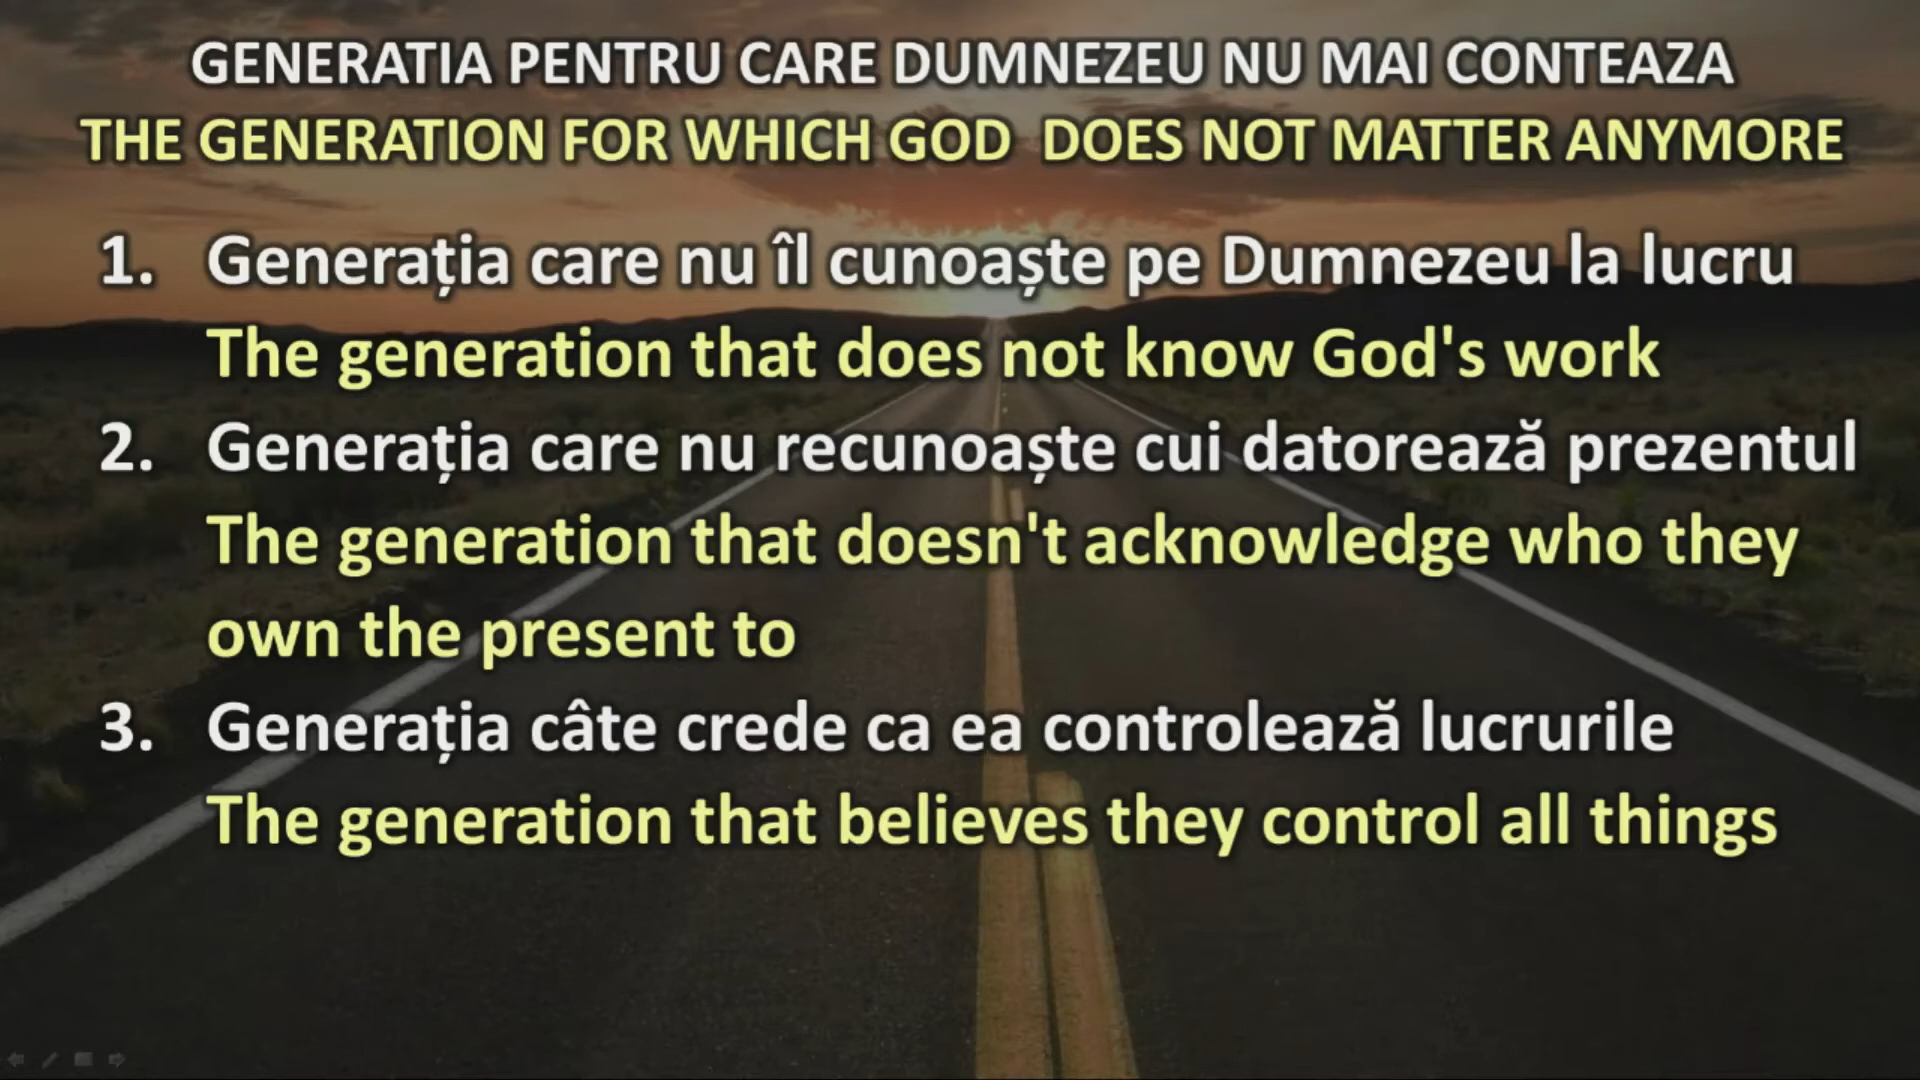 GENERATIA PENTRU CARE DUMNEZEU NU MAI CONTEAZA
THE GENERATION FOR WHICH GOD  DOES NOT MATTER ANYMORE
1. Generația care nu îl cunoaște pe Dumnezeu la lucru
The generation that does not know God's work
2. Generația care nu recunoaște cui datorează prezentul
The generation that doesn't acknowledge who they
own the present to
3. Generația câte crede ca ea controlează lucrurile
The generation that believes they control all things